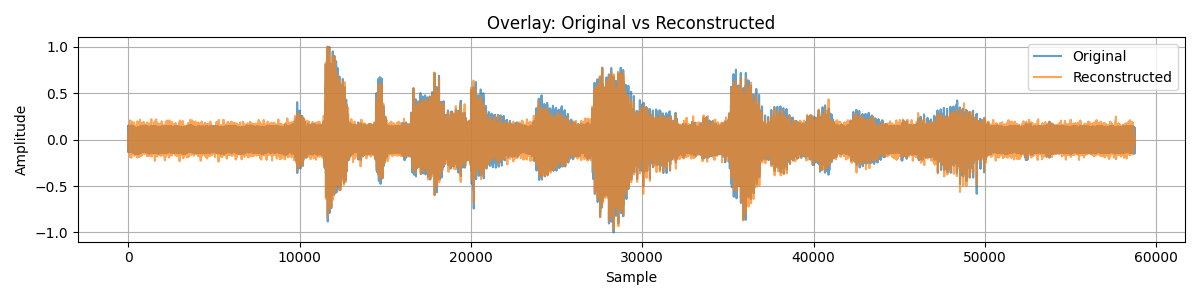 Overlay: Original vs Reconstructed
1.0
0.5
0.0
−0.5
−1.0
Amplitude
Original
Reconstructed
0 10000 20000 30000 40000 50000 60000
Sample